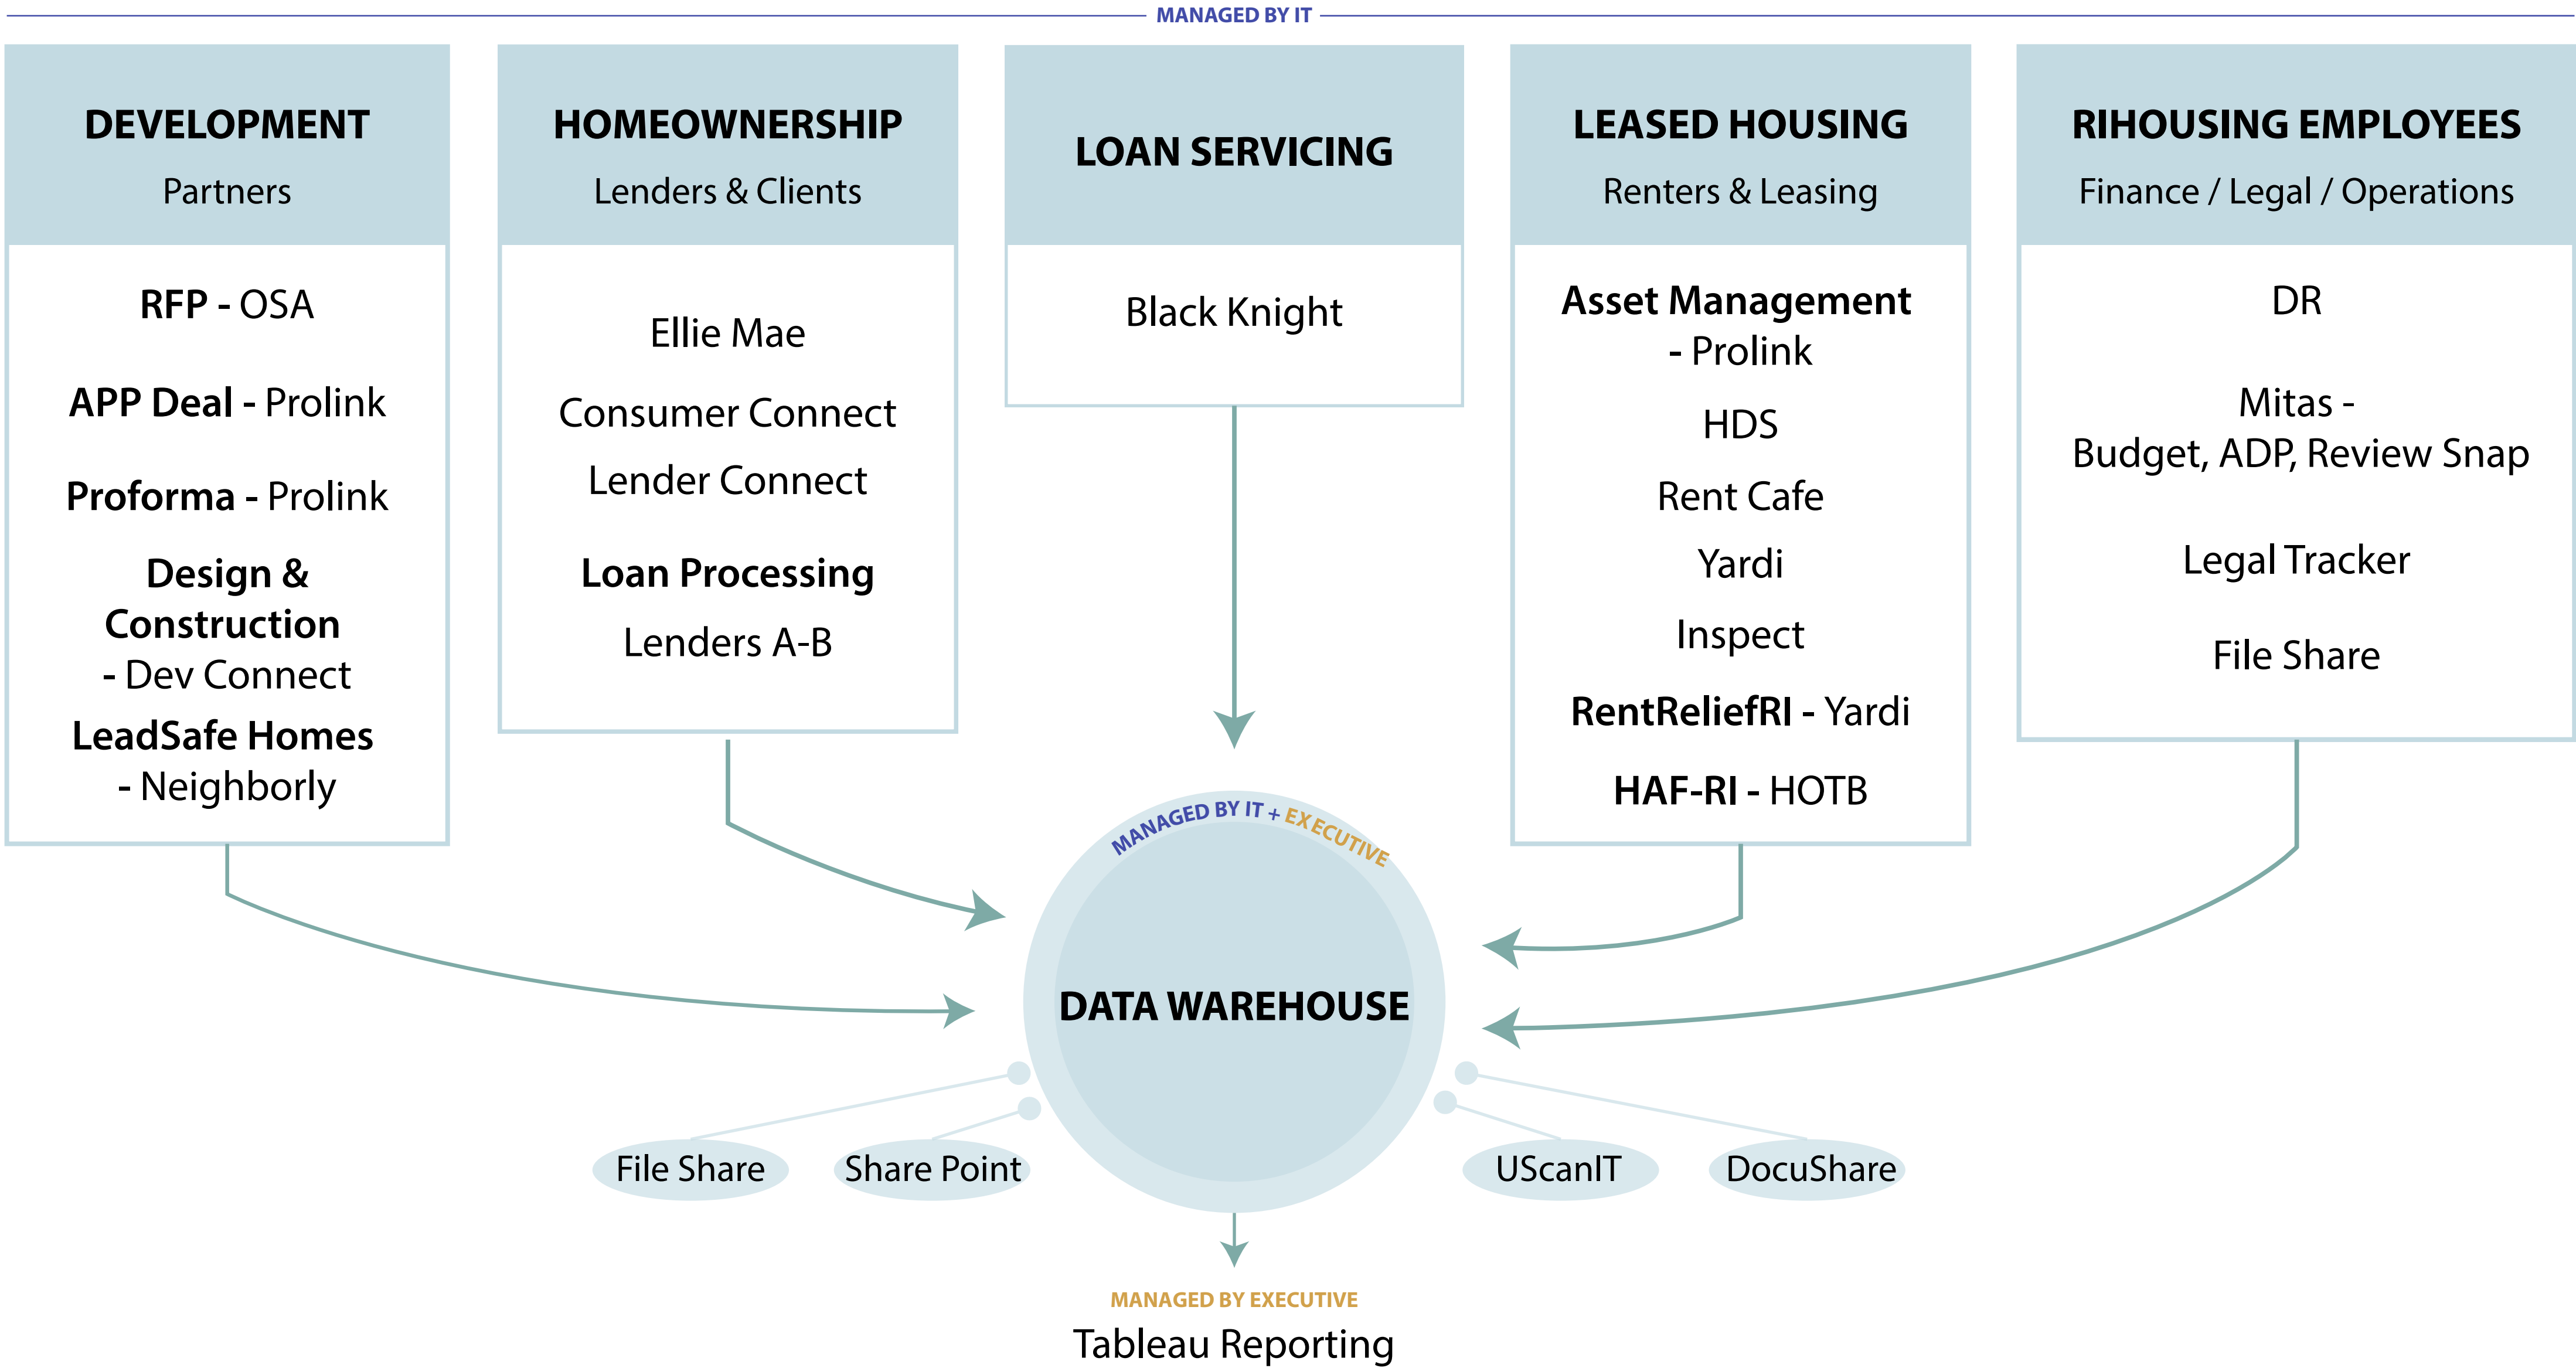 MANAGED BY IT
DEVELOPMENT
Partners
RFP - OSA
APP Deal - Prolink
Proforma - Prolink
Design &
Construction
- Dev Connect
LeadSafe Homes
- Neighborly
HOMEOWNERSHIP
Lenders & Clients
Ellie Mae
Consumer Connect
Lender Connect
Loan Processing
Lenders A-B
LOAN SERVICING
Black Knight
LEASED HOUSING
Renters & Leasing
Asset Management
- Prolink
HDS
Rent Cafe
Yardi
Inspect
RentReliefRI - Yardi
HAF-RI - HOTB
RIHOUSING EMPLOYEES
Finance / Legal / Operations
DR
Mitas -
Budget, ADP, Review Snap
Legal Tracker
File Share
MANAGED BY IT + EXECUTIVE
DATA WAREHOUSE
File Share
Share Point
UScanIT
DocuShare
MANAGED BY EXECUTIVE
Tableau Reporting